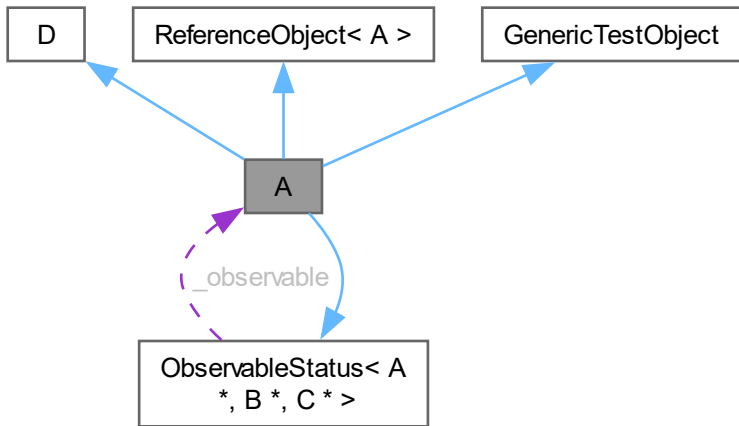 D
ReferenceObject< A >
GenericTestObject
A
_observable
ObservableStatus< A
*, B *, C * >